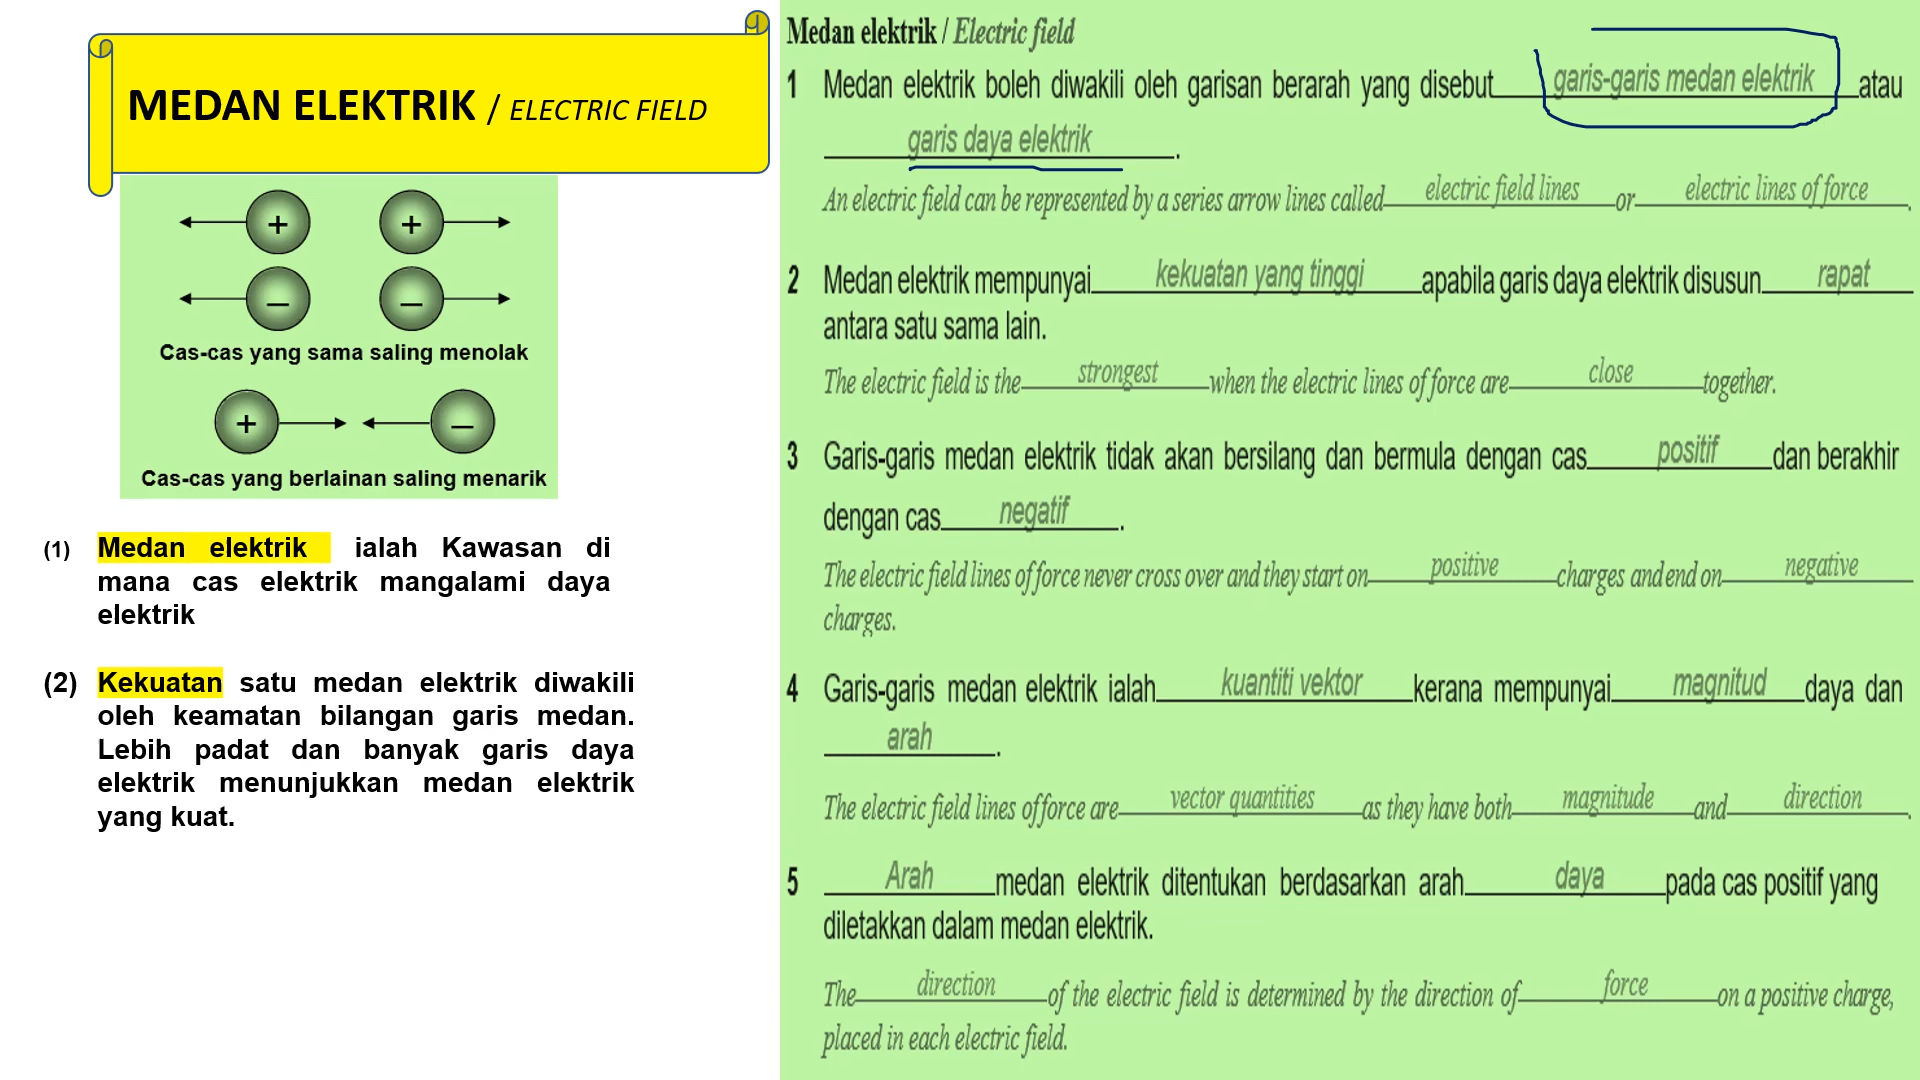 MEDAN ELEKTRIK / ELECTRIC FIELD
+ +
– –
Cas-cas yang sama saling menolak
+ –
Cas-cas yang berlainan saling menarik
(1) Medan elektrik ialah Kawasan di
mana cas elektrik mangalami daya
elektrik
(2) Kekuatan satu medan elektrik diwakili
oleh keamatan bilangan garis medan.
Lebih padat dan banyak garis daya
elektrik menunjukkan medan elektrik
yang kuat.
Medan elektrik / Electric field
1 Medan elektrik boleh diwakili oleh garisan berarah yang disebut garis-garis medan elektrik atau
garis daya elektrik.
An electric field can be represented by a series arrow lines called electric field lines or electric lines of force.
2 Medan elektrik mempunyai kekuatan yang tinggi apabila garis daya elektrik disusun rapat
antara satu sama lain.
The electric field is the strongest when the electric lines of force are close together.
3 Garis-garis medan elektrik tidak akan bersilang dan bermula dengan cas positif dan berakhir
dengan cas negatif.
The electric field lines of force never cross over and they start on positive charges and end on negative
charges.
4 Garis-garis medan elektrik ialah kuantiti vektor kerana mempunyai magnitud daya dan
arah.
The electric field lines of force are vector quantities as they have both magnitude and direction.
5 Arah medan elektrik ditentukan berdasarkan arah daya pada cas positif yang
diletakkan dalam medan elektrik.
The direction of the electric field is determined by the direction of force on a positive charge,
placed in each electric field.